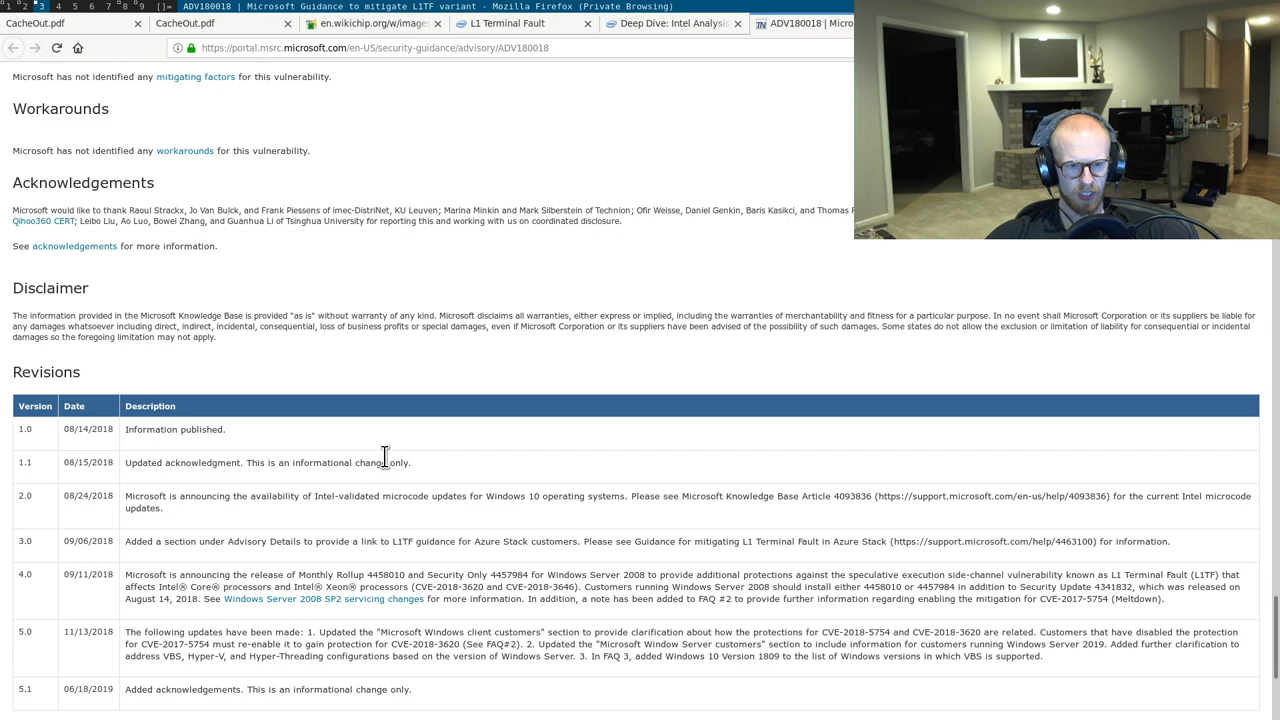 1 2 3 4 5 6 7 8 9 []= ADV180018 | Microsoft Guidance to mitigate L1TF variant - Mozilla Firefox (Private Browsing)
CacheOut.pdf CacheOut.pdf en.wikichip.org/w/image L1 Terminal Fault Deep Dive: Intel Analysis ADV180018 | Micro
https://portal.msrc.microsoft.com/en-US/security-guidance/advisory/ADV180018
Microsoft has not identified any mitigating factors for this vulnerability.
Workarounds
Microsoft has not identified any workarounds for this vulnerability.
Acknowledgements
Microsoft would like to thank Raoul Strackx, Jo Van Bulck, and Frank Piessens of imec-DistriNet, KU Leuven; Marina Minkin and Mark Silberstein of Technion; Ofir Weisse, Daniel Genkin, Baris Kasikci, and Thomas F
Qihoo360 CERT; Leibo Liu, Ao Luo, Bowei Zhang, and Guanhua Li of Tsinghua University for reporting this and working with us on coordinated disclosure.
See acknowledgements for more information.
Disclaimer
The information provided in the Microsoft Knowledge Base is provided "as is" without warranty of any kind. Microsoft disclaims all warranties, either express or implied, including the warranties of merchantability and fitness for a particular purpose. In no event shall Microsoft Corporation or its suppliers be liable for
any damages whatsoever including direct, indirect, incidental, consequential, loss of business profits or special damages, even if Microsoft Corporation or its suppliers have been advised of the possibility of such damages. Some states do not allow the exclusion or limitation of liability for consequential or incidental
damages so the foregoing limitation may not apply.
Revisions
Version Date Description
1.0 08/14/2018 Information published.
1.1 08/15/2018 Updated acknowledgment. This is an informational change only.
2.0 08/24/2018 Microsoft is announcing the availability of Intel-validated microcode updates for Windows 10 operating systems. Please see Microsoft Knowledge Base Article 4093836 (https://support.microsoft.com/en-us/help/4093836) for the current Intel microcode
updates.
3.0 09/06/2018 Added a section under Advisory Details to provide a link to L1TF guidance for Azure Stack customers. Please see Guidance for mitigating L1 Terminal Fault in Azure Stack (https://support.microsoft.com/help/4463100) for information.
4.0 09/11/2018 Microsoft is announcing the release of Monthly Rollup 4458010 and Security Only 4457984 for Windows Server 2008 to provide additional protections against the speculative execution side-channel vulnerability known as L1 Terminal Fault (L1TF) that
affects Intel® Core® processors and Intel® Xeon® processors (CVE-2018-3620 and CVE-2018-3646). Customers running Windows Server 2008 should install either 4458010 or 4457984 in addition to Security Update 4341832, which was released on
August 14, 2018. See Windows Server 2008 SP2 servicing changes for more information. In addition, a note has been added to FAQ #2 to provide further information regarding enabling the mitigation for CVE-2017-5754 (Meltdown).
5.0 11/13/2018 The following updates have been made: 1. Updated the "Microsoft Windows client customers" section to provide clarification about how the protections for CVE-2018-5754 and CVE-2018-3620 are related. Customers that have disabled the protection
for CVE-2017-5754 must re-enable it to gain protection for CVE-2018-3620 (See FAQ#2). 2. Updated the "Microsoft Window Server customers" section to include information for customers running Windows Server 2019. Added further clarification to
address VBS, Hyper-V, and Hyper-Threading configurations based on the version of Windows Server. 3. In FAQ 3, added Windows 10 Version 1809 to the list of Windows versions in which VBS is supported.
5.1 06/18/2019 Added acknowledgements. This is an informational change only.